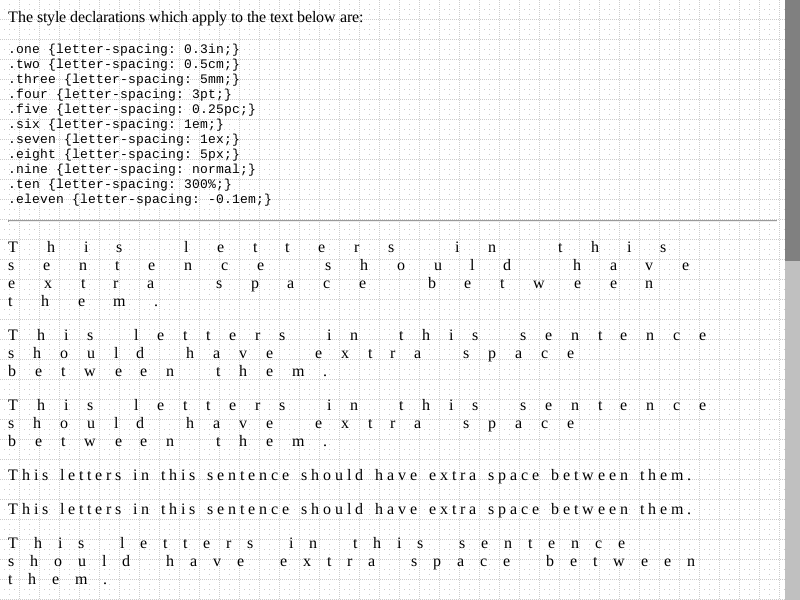 The style declarations which apply to the text below are:
.one {letter-spacing: 0.3in;}
.two {letter-spacing: 0.5cm;}
.three {letter-spacing: 5mm;}
.four {letter-spacing: 3pt;}
.five {letter-spacing: 0.25pc;}
.six {letter-spacing: 1em;}
.seven {letter-spacing: 1ex;}
.eight {letter-spacing: 5px;}
.nine {letter-spacing: normal;}
.ten {letter-spacing: 300%;}
.eleven {letter-spacing: -0.1em;}
This letters in this
sentence should have
extra space between
them.
This letters in this sentence
should have extra space
between them.
This letters in this sentence
should have extra space
between them.
This letters in this sentence should have extra space between them.
This letters in this sentence should have extra space between them.
This letters in this sentence
should have extra space between
them.